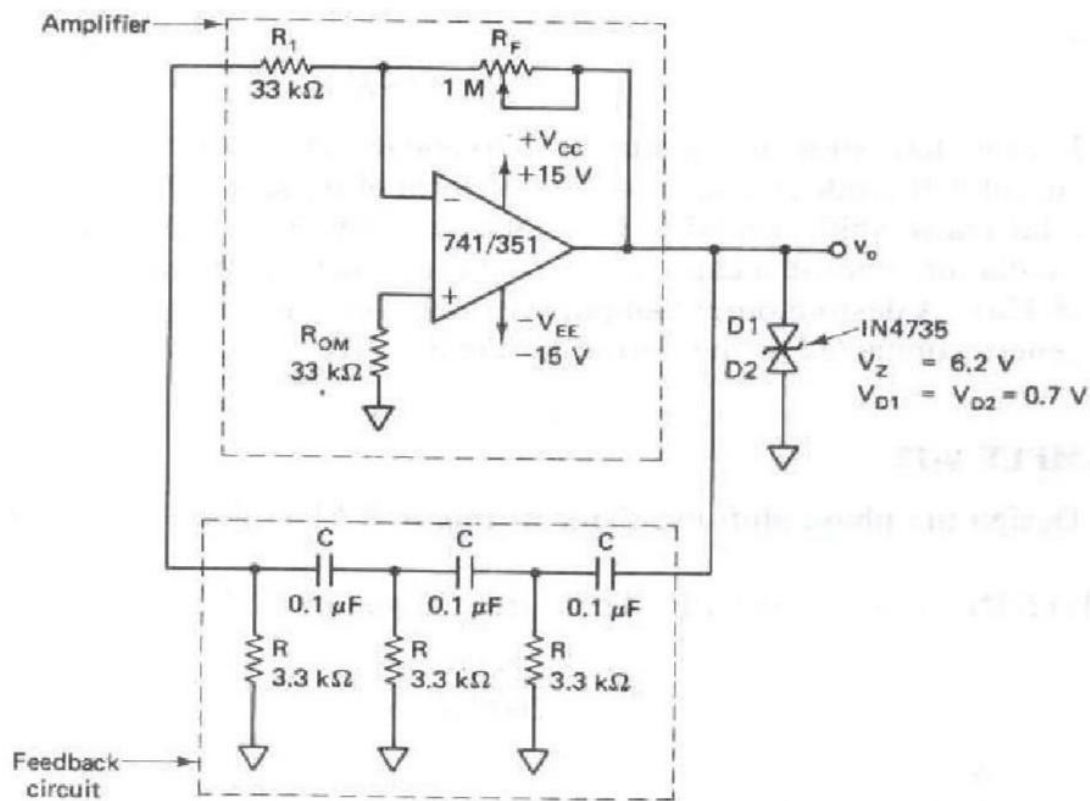 Amplifier
R1
33 kΩ
RF
1 M
+VCC
+15 V
741/351
−
+
−VEE
−15 V
ROM
33 kΩ
vo
D1
D2
IN4735
VZ = 6.2 V
VD1 = VD2 = 0.7 V
C
0.1 μF
C
0.1 μF
C
0.1 μF
R
3.3 kΩ
R
3.3 kΩ
R
3.3 kΩ
Feedback
circuit